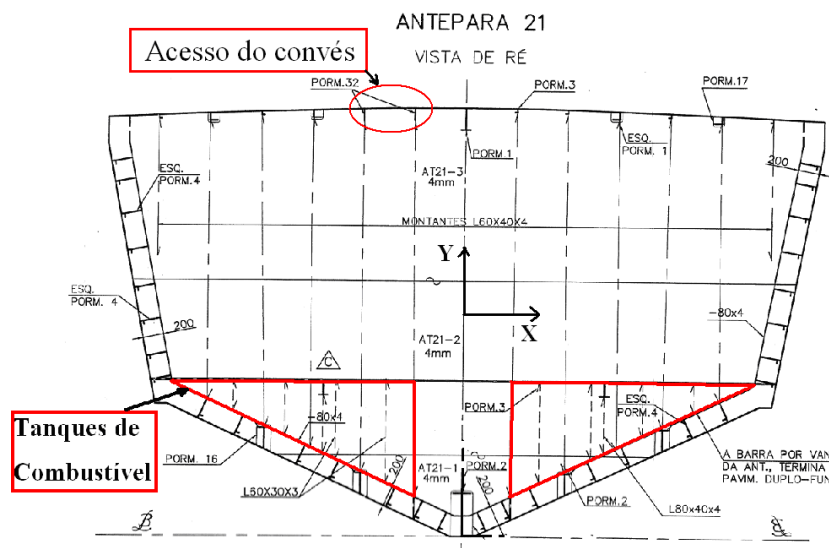 ANTEPARA 21
Acesso do convés
VISTA DE RÉ
PORM.32
PORM.3
PORM.17
PORM.1
ESQ.
PORM. 1
ESQ.
PORM.4
AT21-3
4mm
200
MONTANTES L60X40X4
Y
X
ESQ.
PORM. 4
200
AT21-2
4mm
-80x4
C
PORM.3
ESQ.
PORM.4
-80x4
Tanques de
Combustível
PORM. 16
200
AT21-1
4mm
PORM.2
200
L60X30X3
PORM.2
L80x40x4
A BARRA POR VAN
DA ANT., TERMINA
PAVM. DUPLO-FUN